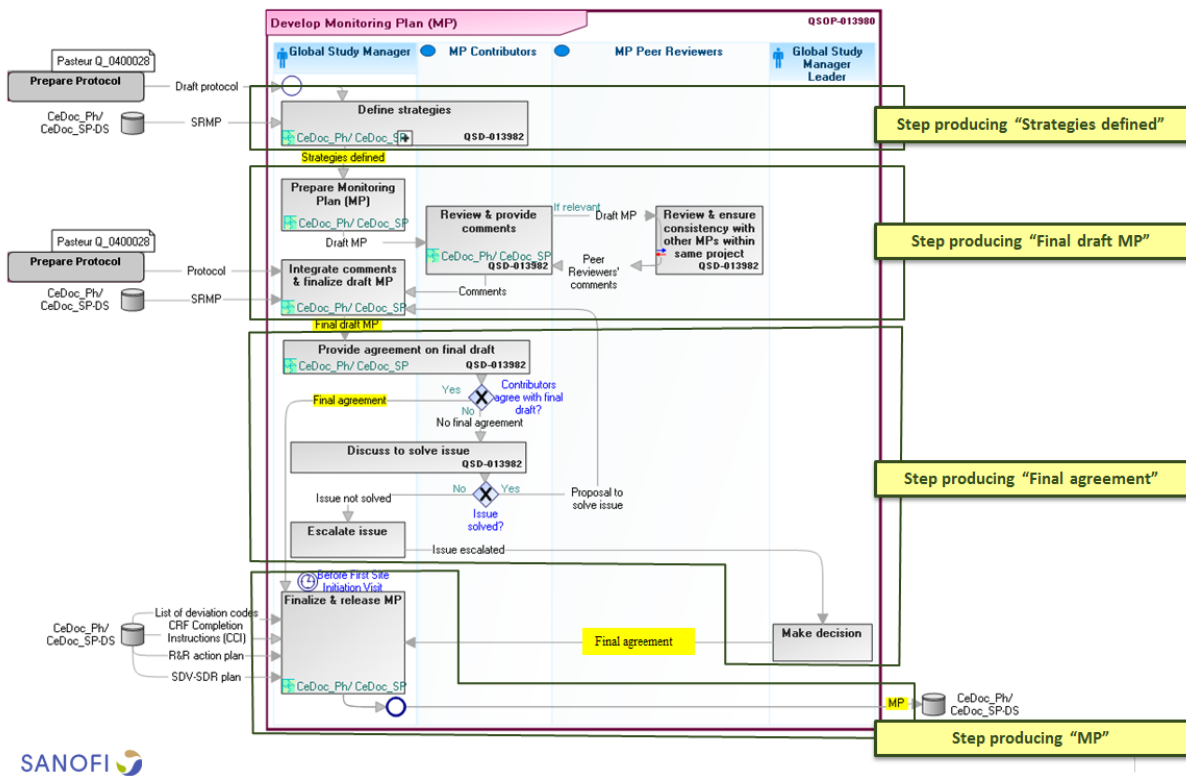 Develop Monitoring Plan (MP)
QSOP-013980
Global Study Manager
MP Contributors
MP Peer Reviewers
Global Study
Manager
Leader
Pasteur Q_0400028
Prepare Protocol
Draft protocol
CeDoc_Ph/
CeDoc_SP-DS
SRMP
Define strategies
CeDoc_Ph/ CeDoc_SP
QSD-013982
Step producing “Strategies defined”
Strategies defined
Prepare Monitoring
Plan (MP)
CeDoc_Ph/ CeDoc_SP
Draft MP
Review & provide
comments
CeDoc_Ph/ CeDoc_SP
QSD-013982
If relevant
Draft MP
Review & ensure
consistency with
other MPs within
same project
QSD-013982
Peer
Reviewers'
comments
Comments
Step producing “Final draft MP”
Pasteur Q_0400028
Prepare Protocol
Protocol
CeDoc_Ph/
CeDoc_SP-DS
SRMP
Integrate comments
& finalize draft MP
CeDoc_Ph/ CeDoc_SP
Final draft MP
Provide agreement on final draft
CeDoc_Ph/ CeDoc_SP
QSD-013982
Yes
Contributors
agree with final
draft?
Final agreement
No
No final agreement
Discuss to solve issue
QSD-013982
Step producing “Final agreement”
No
Yes
Issue not solved
Proposal to
solve issue
Issue
solved?
Escalate issue
Issue escalated
Before First Site
Initiation Visit
Finalize & release MP
CeDoc_Ph/
CeDoc_SP-DS
List of deviation codes
CRF Completion
Instructions (CCI)
R&R action plan
SDV-SDR plan
CeDoc_Ph/ CeDoc_SP
Final agreement
Make decision
MP
CeDoc_Ph/
CeDoc_SP-DS
Step producing “MP”
SANOFI